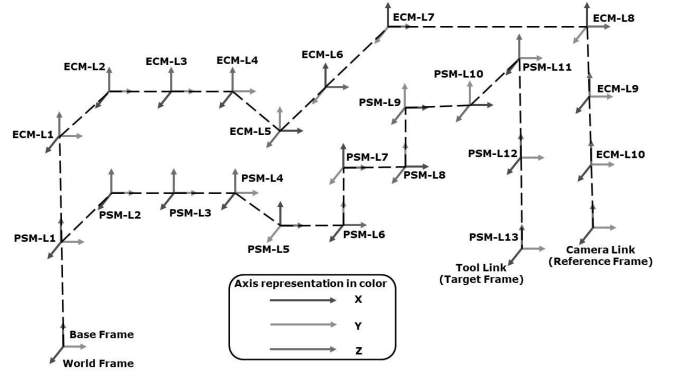 ECM-L7
ECM-L8
ECM-L2
ECM-L3
ECM-L4
ECM-L6
PSM-L10
PSM-L11
ECM-L9
PSM-L9
ECM-L1
ECM-L5
PSM-L7
PSM-L8
PSM-L12
ECM-L10
PSM-L4
PSM-L2
PSM-L3
PSM-L1
PSM-L5
PSM-L6
PSM-L13
Camera Link
(Reference Frame)
Tool Link
(Target Frame)
Axis representation in color
X
Y
Z
Base Frame
World Frame